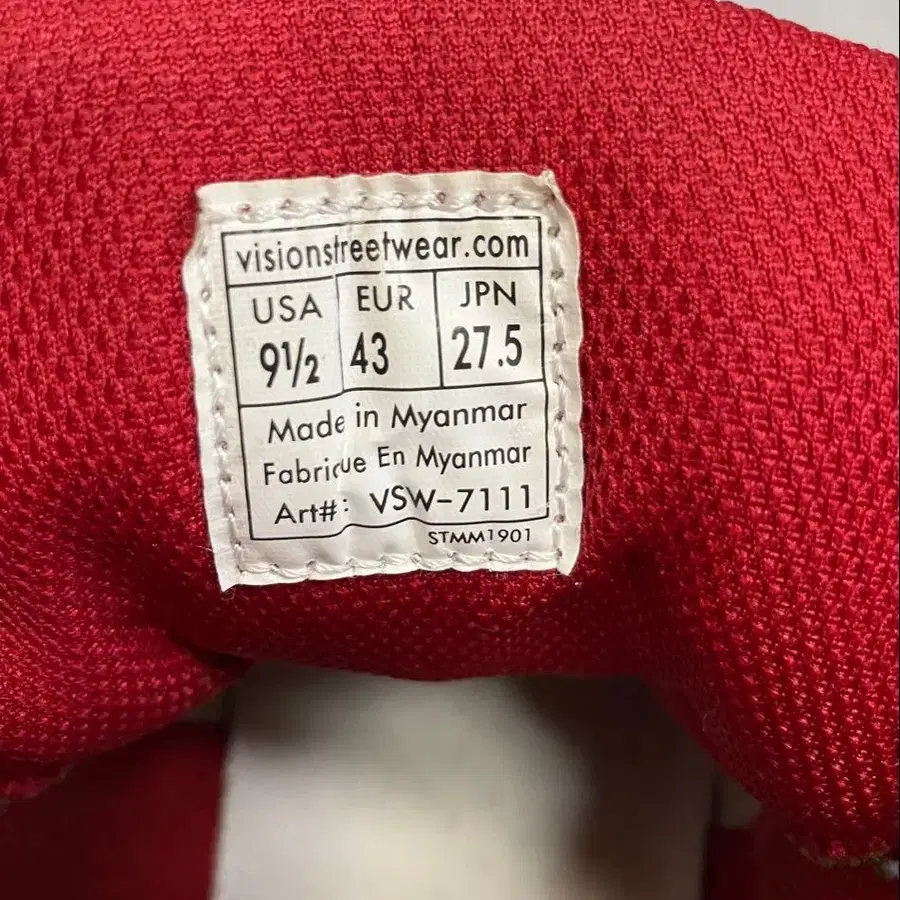 visionstreetwear.com
USA EUR JPN
9½ 43 27.5
Made in Myanmar
Fabrique En Myanmar
Art#: VSW-7111
STMM1901